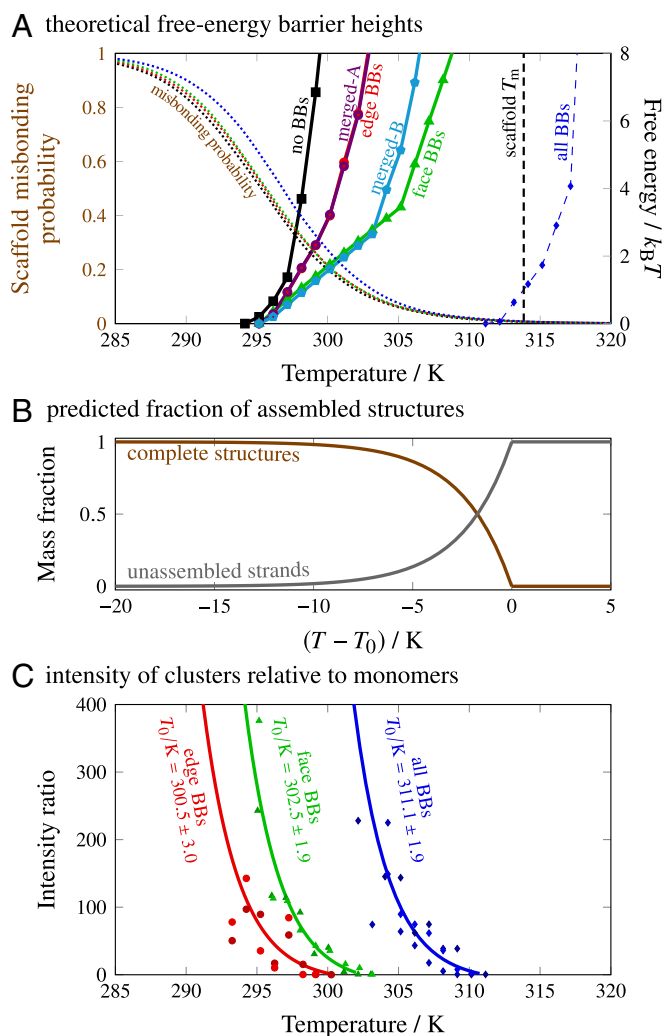 A theoretical free-energy barrier heights
Scaffold misbonding
probability
1
0.8
0.6
0.4
0.2
0
misbonding probability
no BBs
merged-A
edge BBs
merged-B
face BBs
scaffold Tm
all BBs
8
6
4
2
0
Free energy / kBT
285 290 295 300 305 310 315 320
Temperature / K
B predicted fraction of assembled structures
Mass fraction
1
0.5
0
complete structures
unassembled strands
−20 −15 −10 −5 0 5
(T − T0) / K
C intensity of clusters relative to monomers
Intensity ratio
400
300
200
100
0
edge BBs
T0/K = 300.5 ± 3.0
face BBs
T0/K = 302.5 ± 1.9
all BBs
T0/K = 311.1 ± 1.9
285 290 295 300 305 310 315 320
Temperature / K